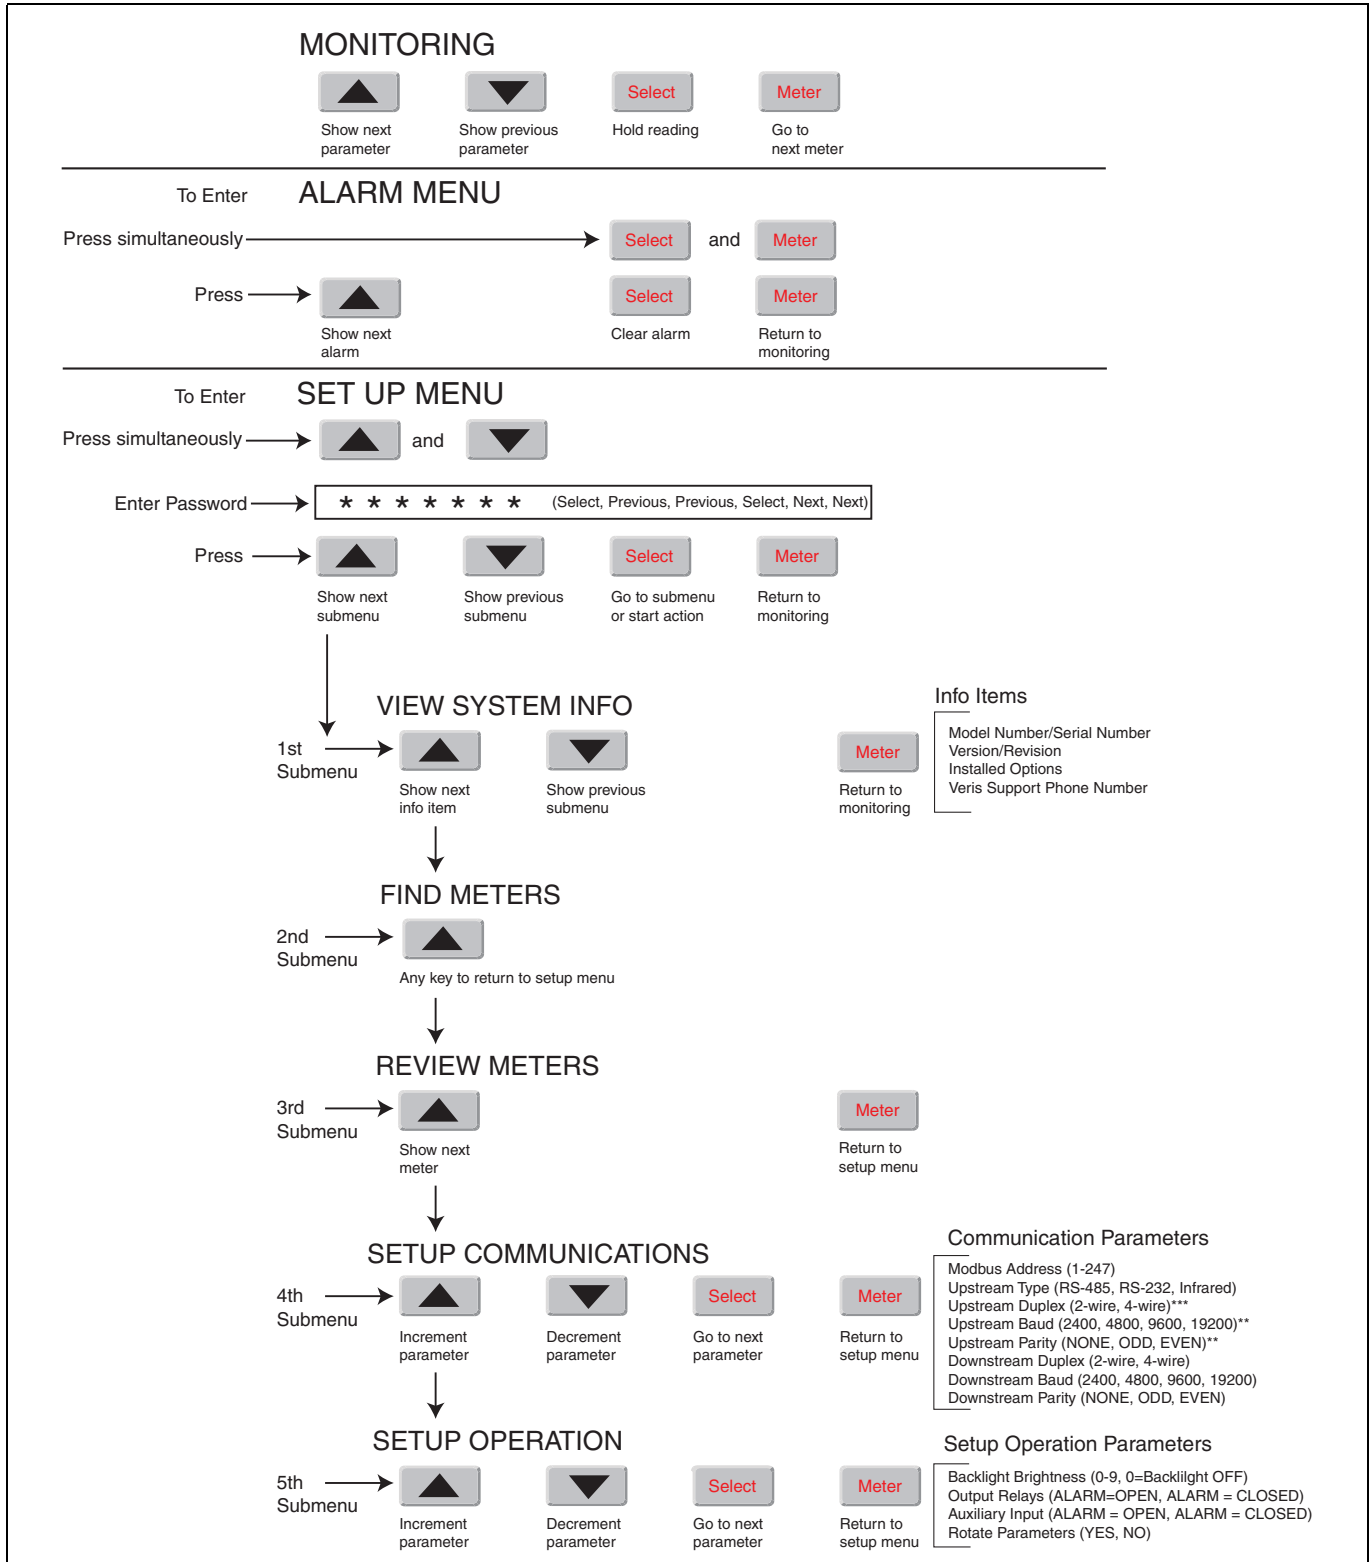 MONITORING
Select
Meter
Show next
parameter
Show previous
parameter
Hold reading
Go to
next meter
To Enter
ALARM MENU
Press simultaneously
Select
and
Meter
Press
Select
Meter
Show next
alarm
Clear alarm
Return to
monitoring
To Enter
SET UP MENU
Press simultaneously
and
Enter Password
* * * * * * * (Select, Previous, Previous, Select, Next, Next)
Press
Select
Meter
Show next
submenu
Show previous
submenu
Go to submenu
or start action
Return to
monitoring
VIEW SYSTEM INFO
1st
Submenu
Meter
Show next
info item
Show previous
submenu
Return to
monitoring
Info Items
Model Number/Serial Number
Version/Revision
Installed Options
Veris Support Phone Number
FIND METERS
2nd
Submenu
Any key to return to setup menu
REVIEW METERS
3rd
Submenu
Meter
Show next
meter
Return to
setup menu
SETUP COMMUNICATIONS
4th
Submenu
Select
Meter
Increment
parameter
Decrement
parameter
Go to next
parameter
Return to
setup menu
Communication Parameters
Modbus Address (1-247)
Upstream Type (RS-485, RS-232, Infrared)
Upstream Duplex (2-wire, 4-wire)***
Upstream Baud (2400, 4800, 9600, 19200)**
Upstream Parity (NONE, ODD, EVEN)**
Downstream Duplex (2-wire, 4-wire)
Downstream Baud (2400, 4800, 9600, 19200)
Downstream Parity (NONE, ODD, EVEN)
SETUP OPERATION
5th
Submenu
Select
Meter
Increment
parameter
Decrement
parameter
Go to next
parameter
Return to
setup menu
Setup Operation Parameters
Backlight Brightness (0-9, 0=Backlilght OFF)
Output Relays (ALARM=OPEN, ALARM = CLOSED)
Auxiliary Input (ALARM = OPEN, ALARM = CLOSED)
Rotate Parameters (YES, NO)